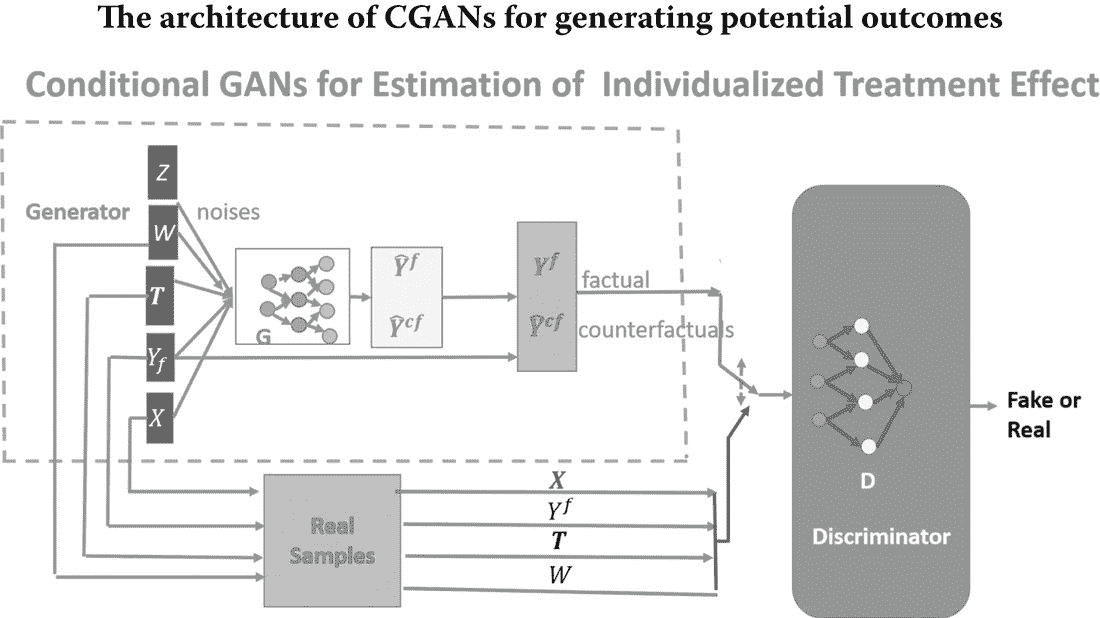 The architecture of CGANs for generating potential outcomes
Conditional GANs for Estimation of Individualized Treatment Effect
Z
Generator
W
noises
T
Y_f
X
G
Ŷ^f
Ŷ^cf
Y^f
Ŷ^cf
factual
counterfactuals
Real
Samples
X
Y^f
T
W
D
Discriminator
Fake or
Real